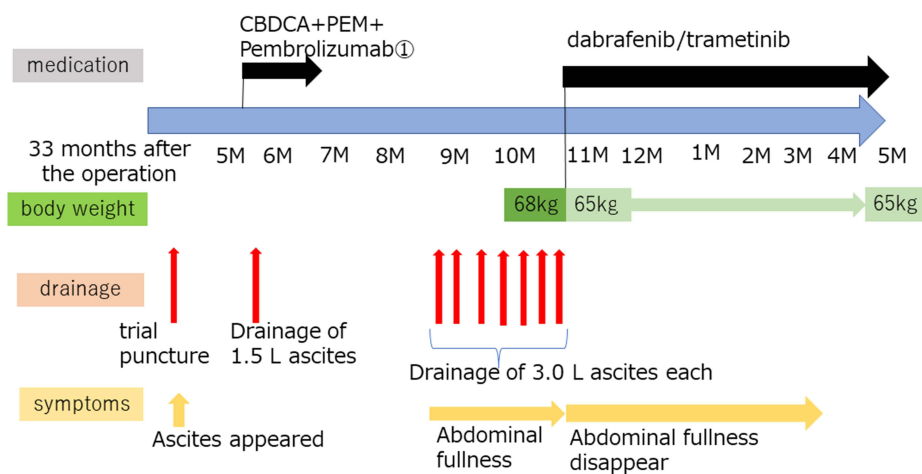 CBDCA+PEM+
Pembrolizumab①
dabrafenib/trametinib
medication
33 months after
the operation
5M 6M 7M 8M 9M 10M 11M 12M 1M 2M 3M 4M 5M
body weight
68kg 65kg 65kg
drainage
trial
puncture
Drainage of
1.5 L ascites
Drainage of 3.0 L ascites each
symptoms
Ascites appeared
Abdominal
fullness
Abdominal fullness
disappear